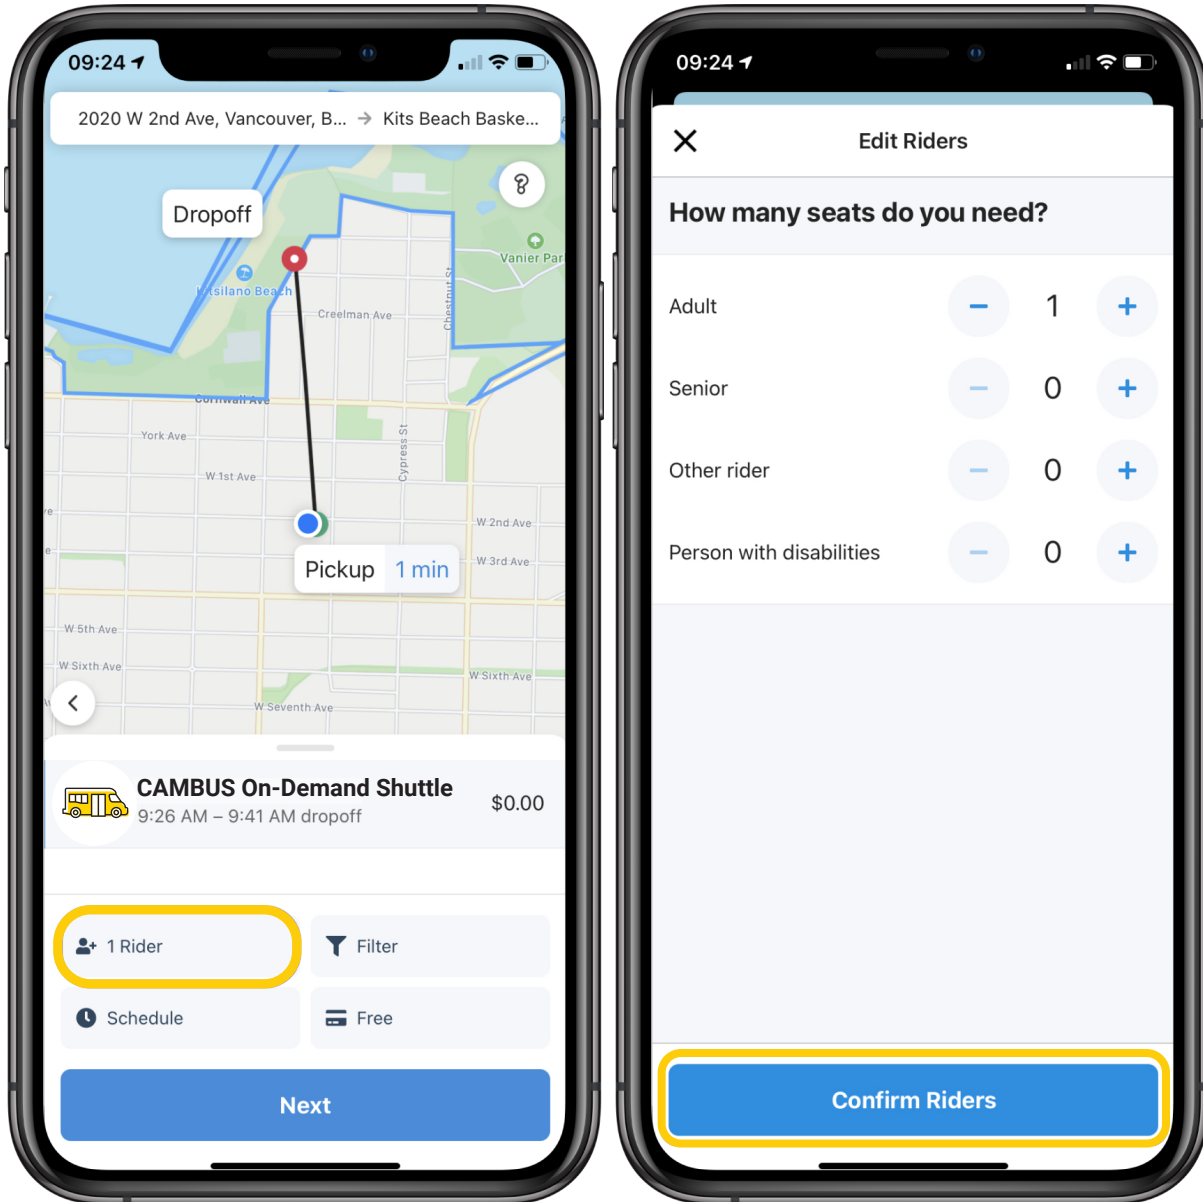 09:24
2020 W 2nd Ave, Vancouver, B... → Kits Beach Baske...
Dropoff
Vanier Par
Kitsilano Beach
Chestnut St
Creelman Ave
Cornwall Ave
York Ave
Cypress St
W 1st Ave
W 2nd Ave
W 3rd Ave
Pickup 1 min
W 5th Ave
W Sixth Ave
W Sixth Ave
W Seventh Ave
CAMBUS On-Demand Shuttle
$0.00
9:26 AM – 9:41 AM dropoff
1 Rider
Filter
Schedule
Free
Next
09:24
Edit Riders
How many seats do you need?
Adult − 1 +
Senior − 0 +
Other rider − 0 +
Person with disabilities − 0 +
Confirm Riders